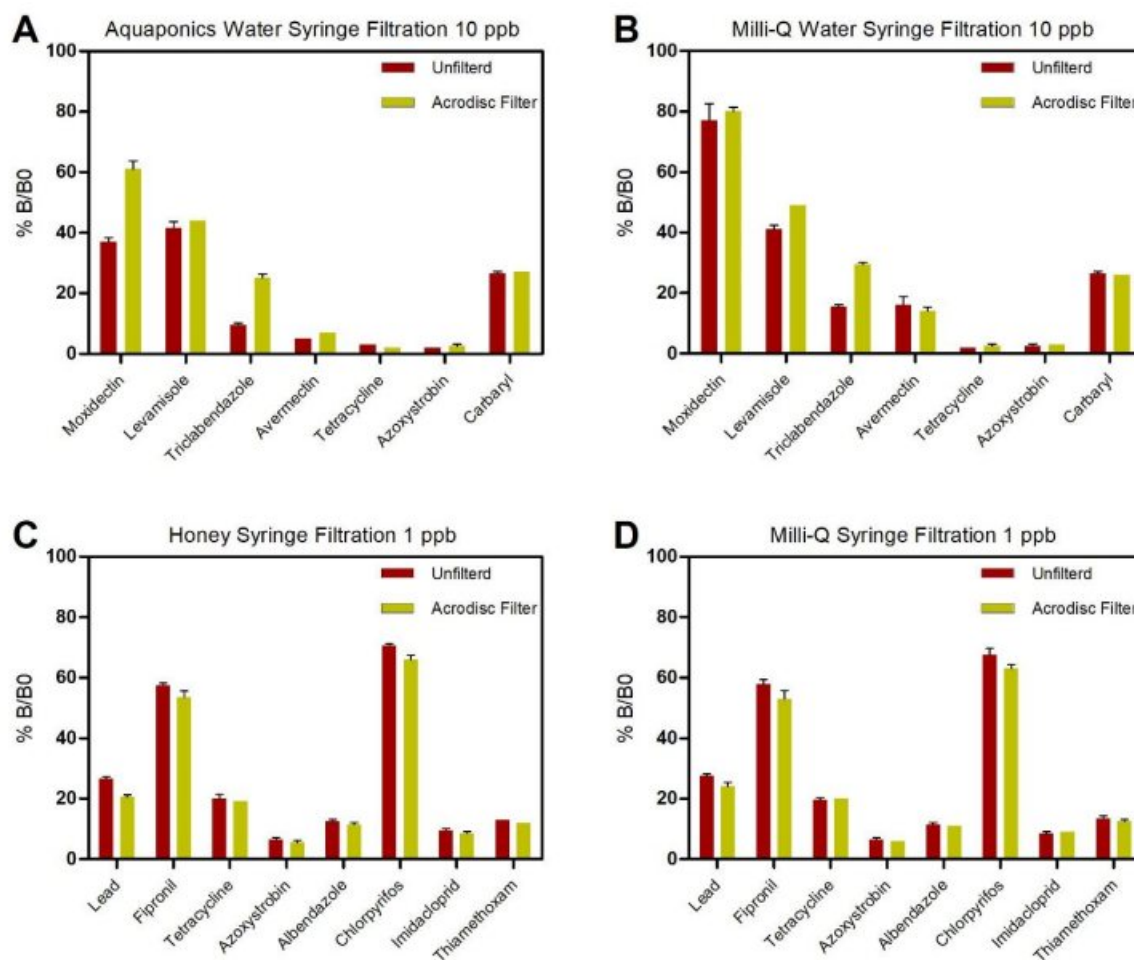 A
Aquaponics Water Syringe Filtration 10 ppb
Unfilterd
Acrodisc Filter
% B/B0
100
80
60
40
20
0
Moxidectin
Levamisole
Triclabendazole
Avermectin
Tetracycline
Azoxystrobin
Carbaryl
B
Milli-Q Water Syringe Filtration 10 ppb
Unfilterd
Acrodisc Filter
% B/B0
100
80
60
40
20
0
Moxidectin
Levamisole
Triclabendazole
Avermectin
Tetracycline
Azoxystrobin
Carbaryl
C
Honey Syringe Filtration 1 ppb
Unfilterd
Acrodisc Filter
% B/B0
100
80
60
40
20
0
Lead
Fipronil
Tetracycline
Azoxystrobin
Albendazole
Chlorpyrifos
Imidacloprid
Thiamethoxam
D
Milli-Q Syringe Filtration 1 ppb
Unfilterd
Acrodisc Filter
% B/B0
100
80
60
40
20
0
Lead
Fipronil
Tetracycline
Azoxystrobin
Albendazole
Chlorpyrifos
Imidacloprid
Thiamethoxam